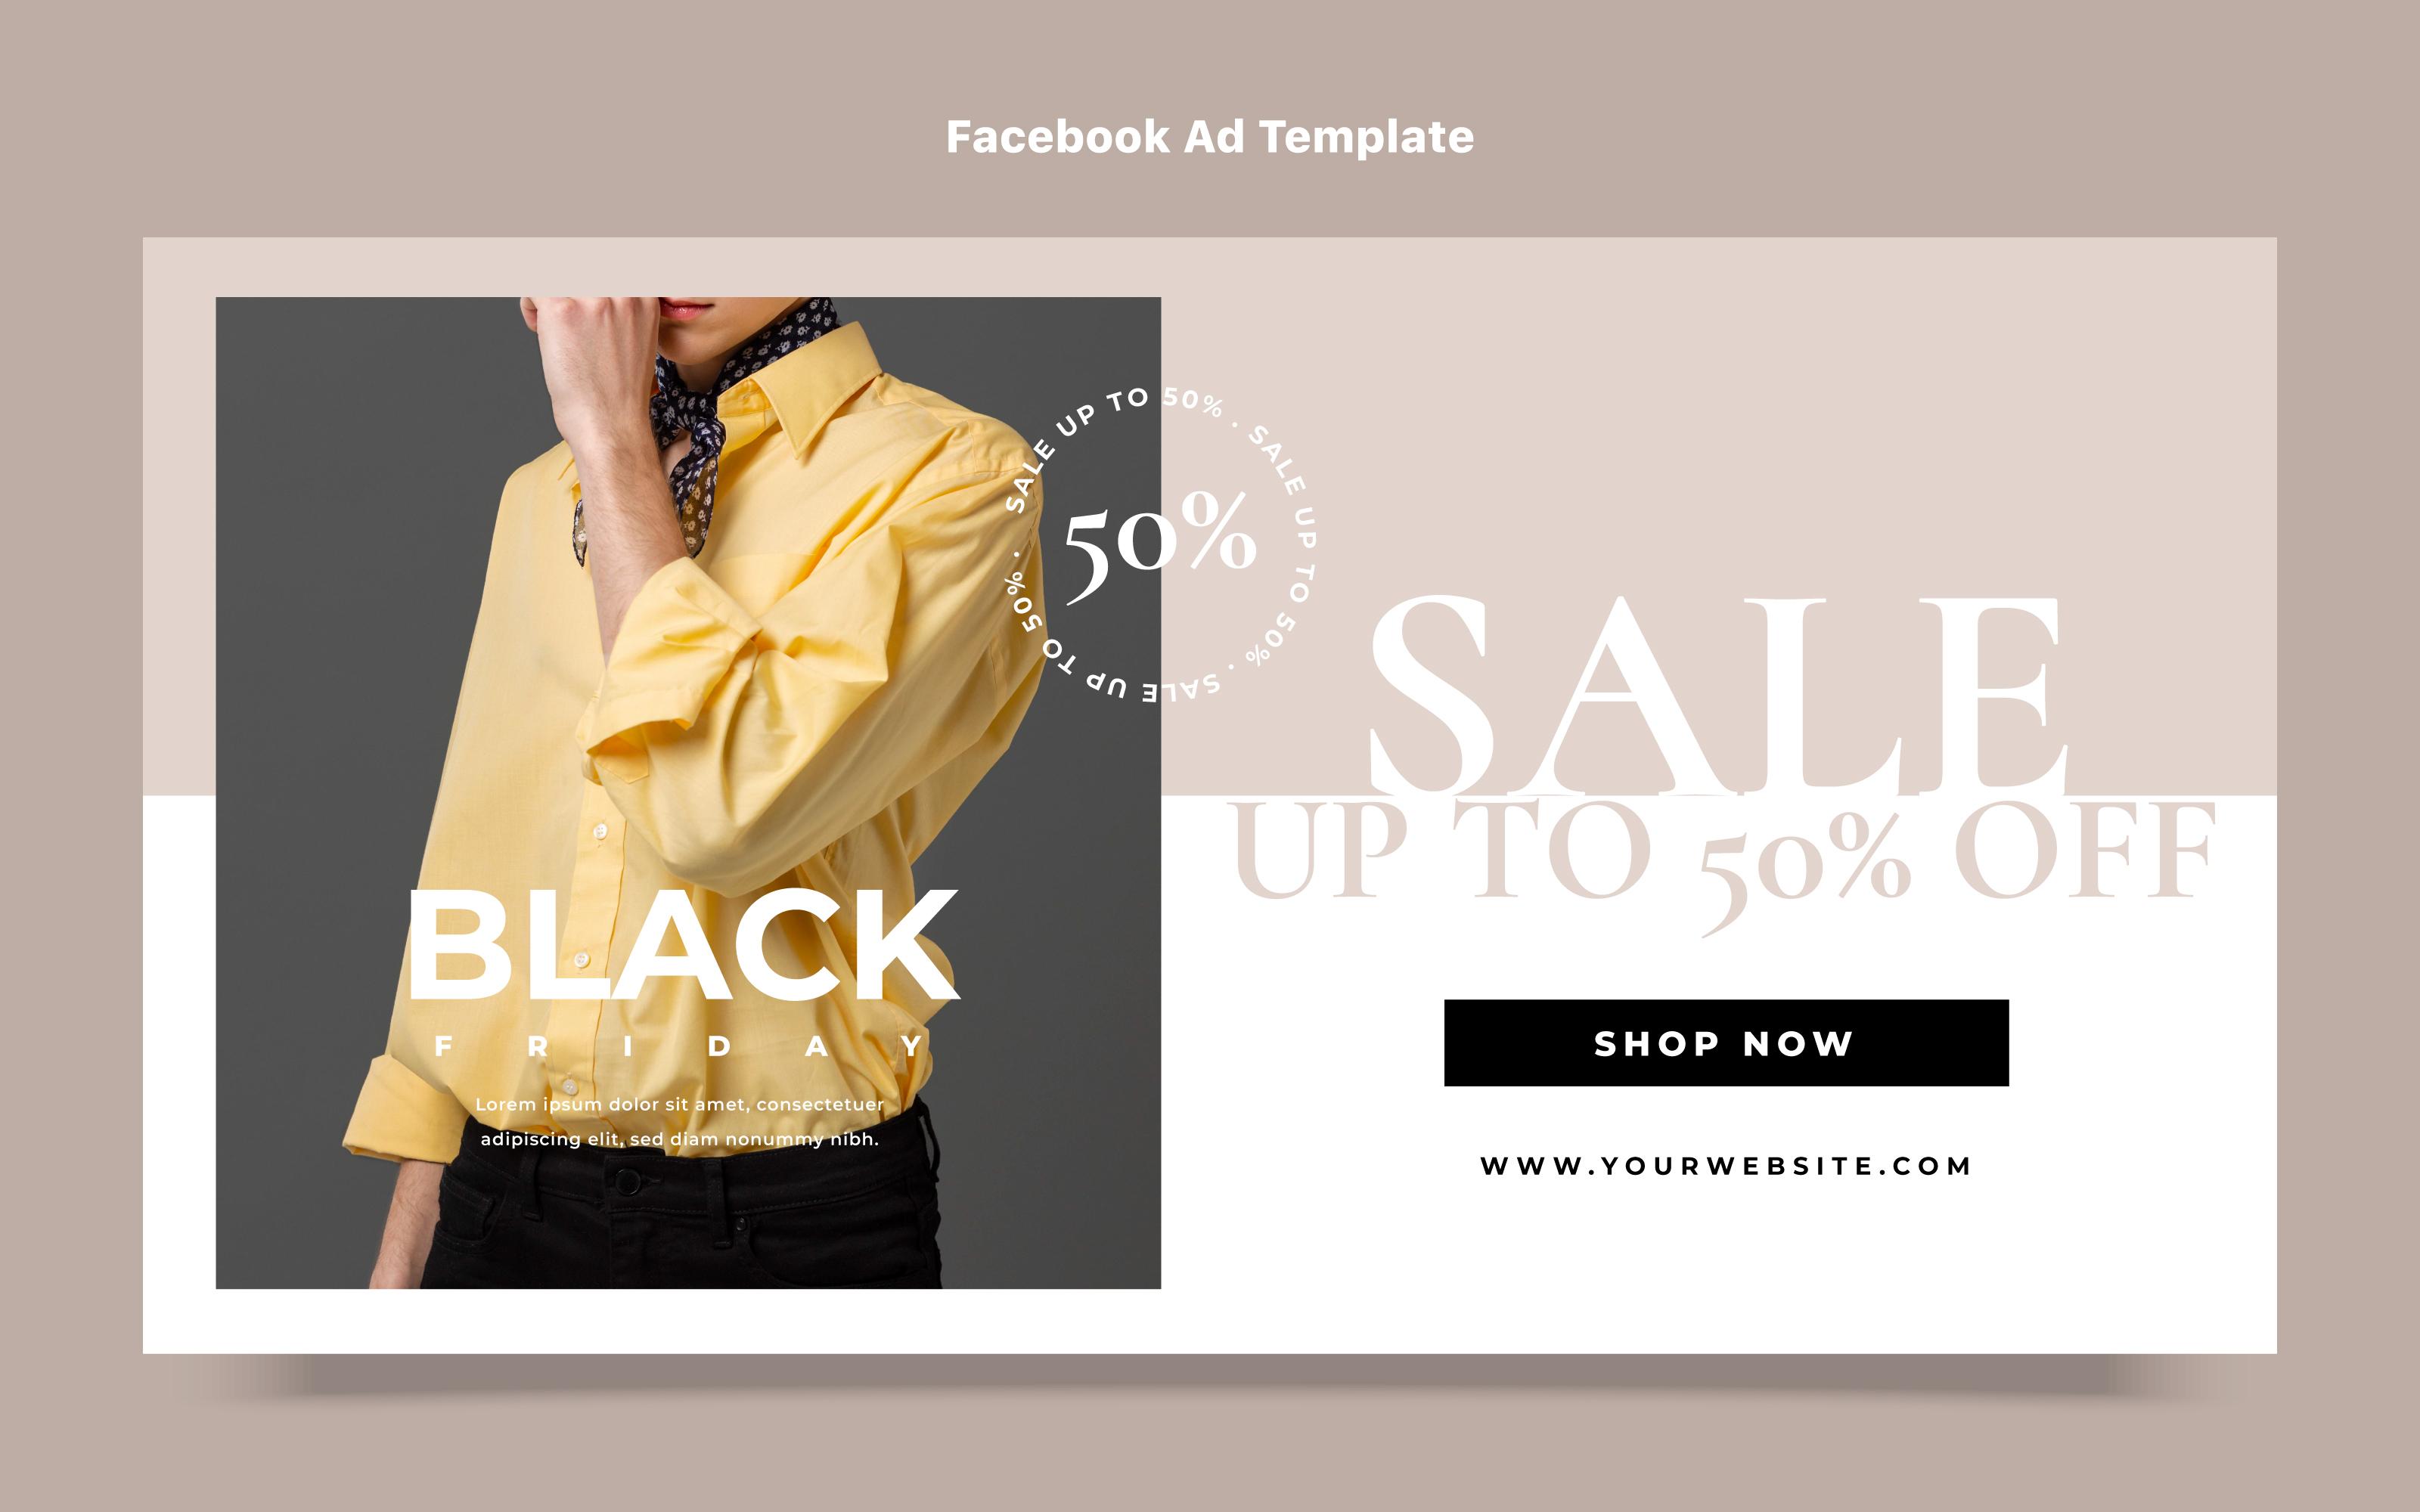 Facebook Ad Template
SALE UP TO 50% · SALE UP TO 50% · SALE UP TO 50% ·
50%
BLACK
FRIDAY
Lorem ipsum dolor sit amet, consectetuer
adipiscing elit, sed diam nonummy nibh.
SALE
UP TO 50% OFF
SHOP NOW
WWW.YOURWEBSITE.COM